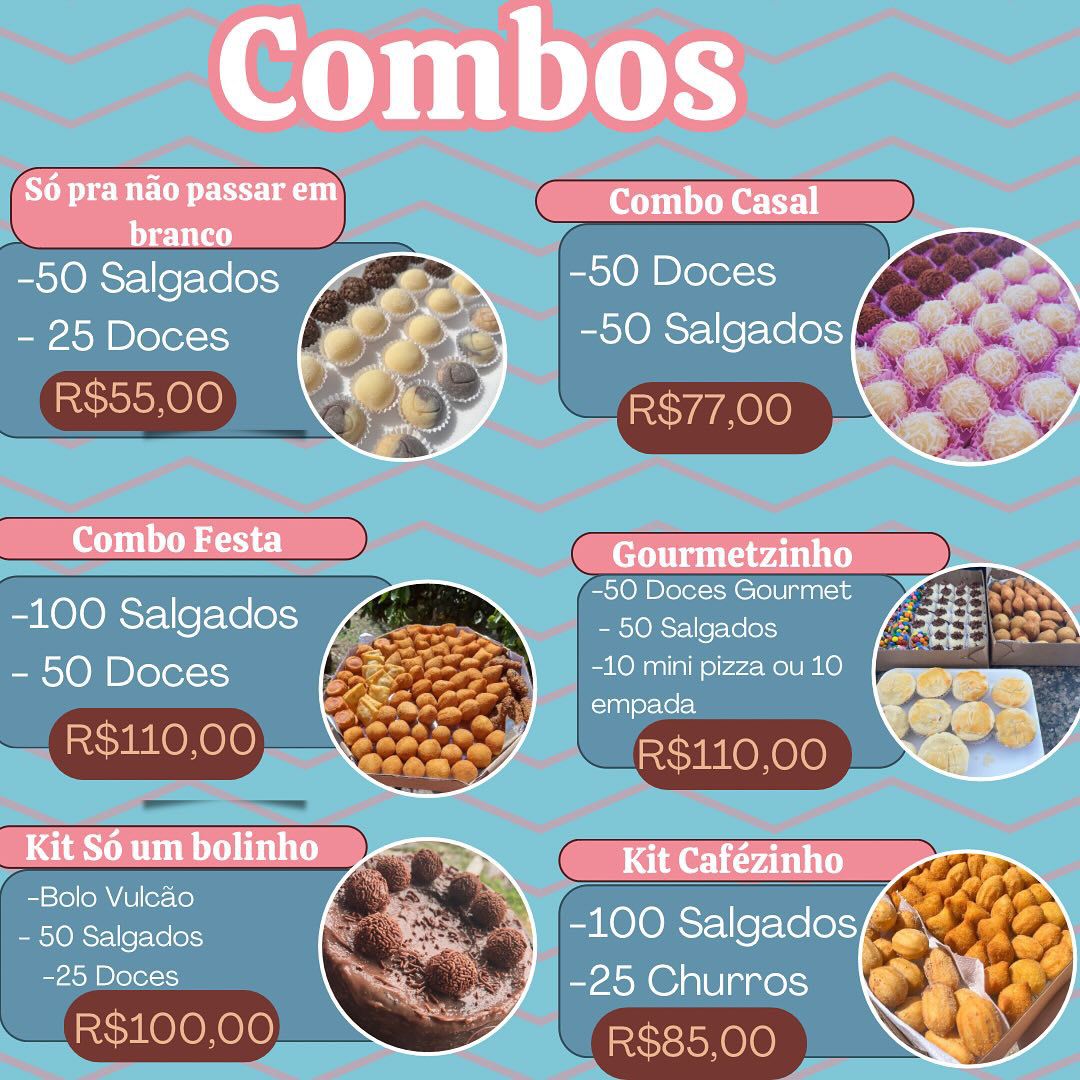 Combos
Só pra não passar em
branco
-50 Salgados
- 25 Doces
R$55,00
Combo Casal
-50 Doces
-50 Salgados
R$77,00
Combo Festa
-100 Salgados
- 50 Doces
R$110,00
Gourmetzinho
-50 Doces Gourmet
- 50 Salgados
-10 mini pizza ou 10
empada
R$110,00
Kit Só um bolinho
-Bolo Vulcão
- 50 Salgados
-25 Doces
R$100,00
Kit Cafézinho
-100 Salgados
-25 Churros
R$85,00